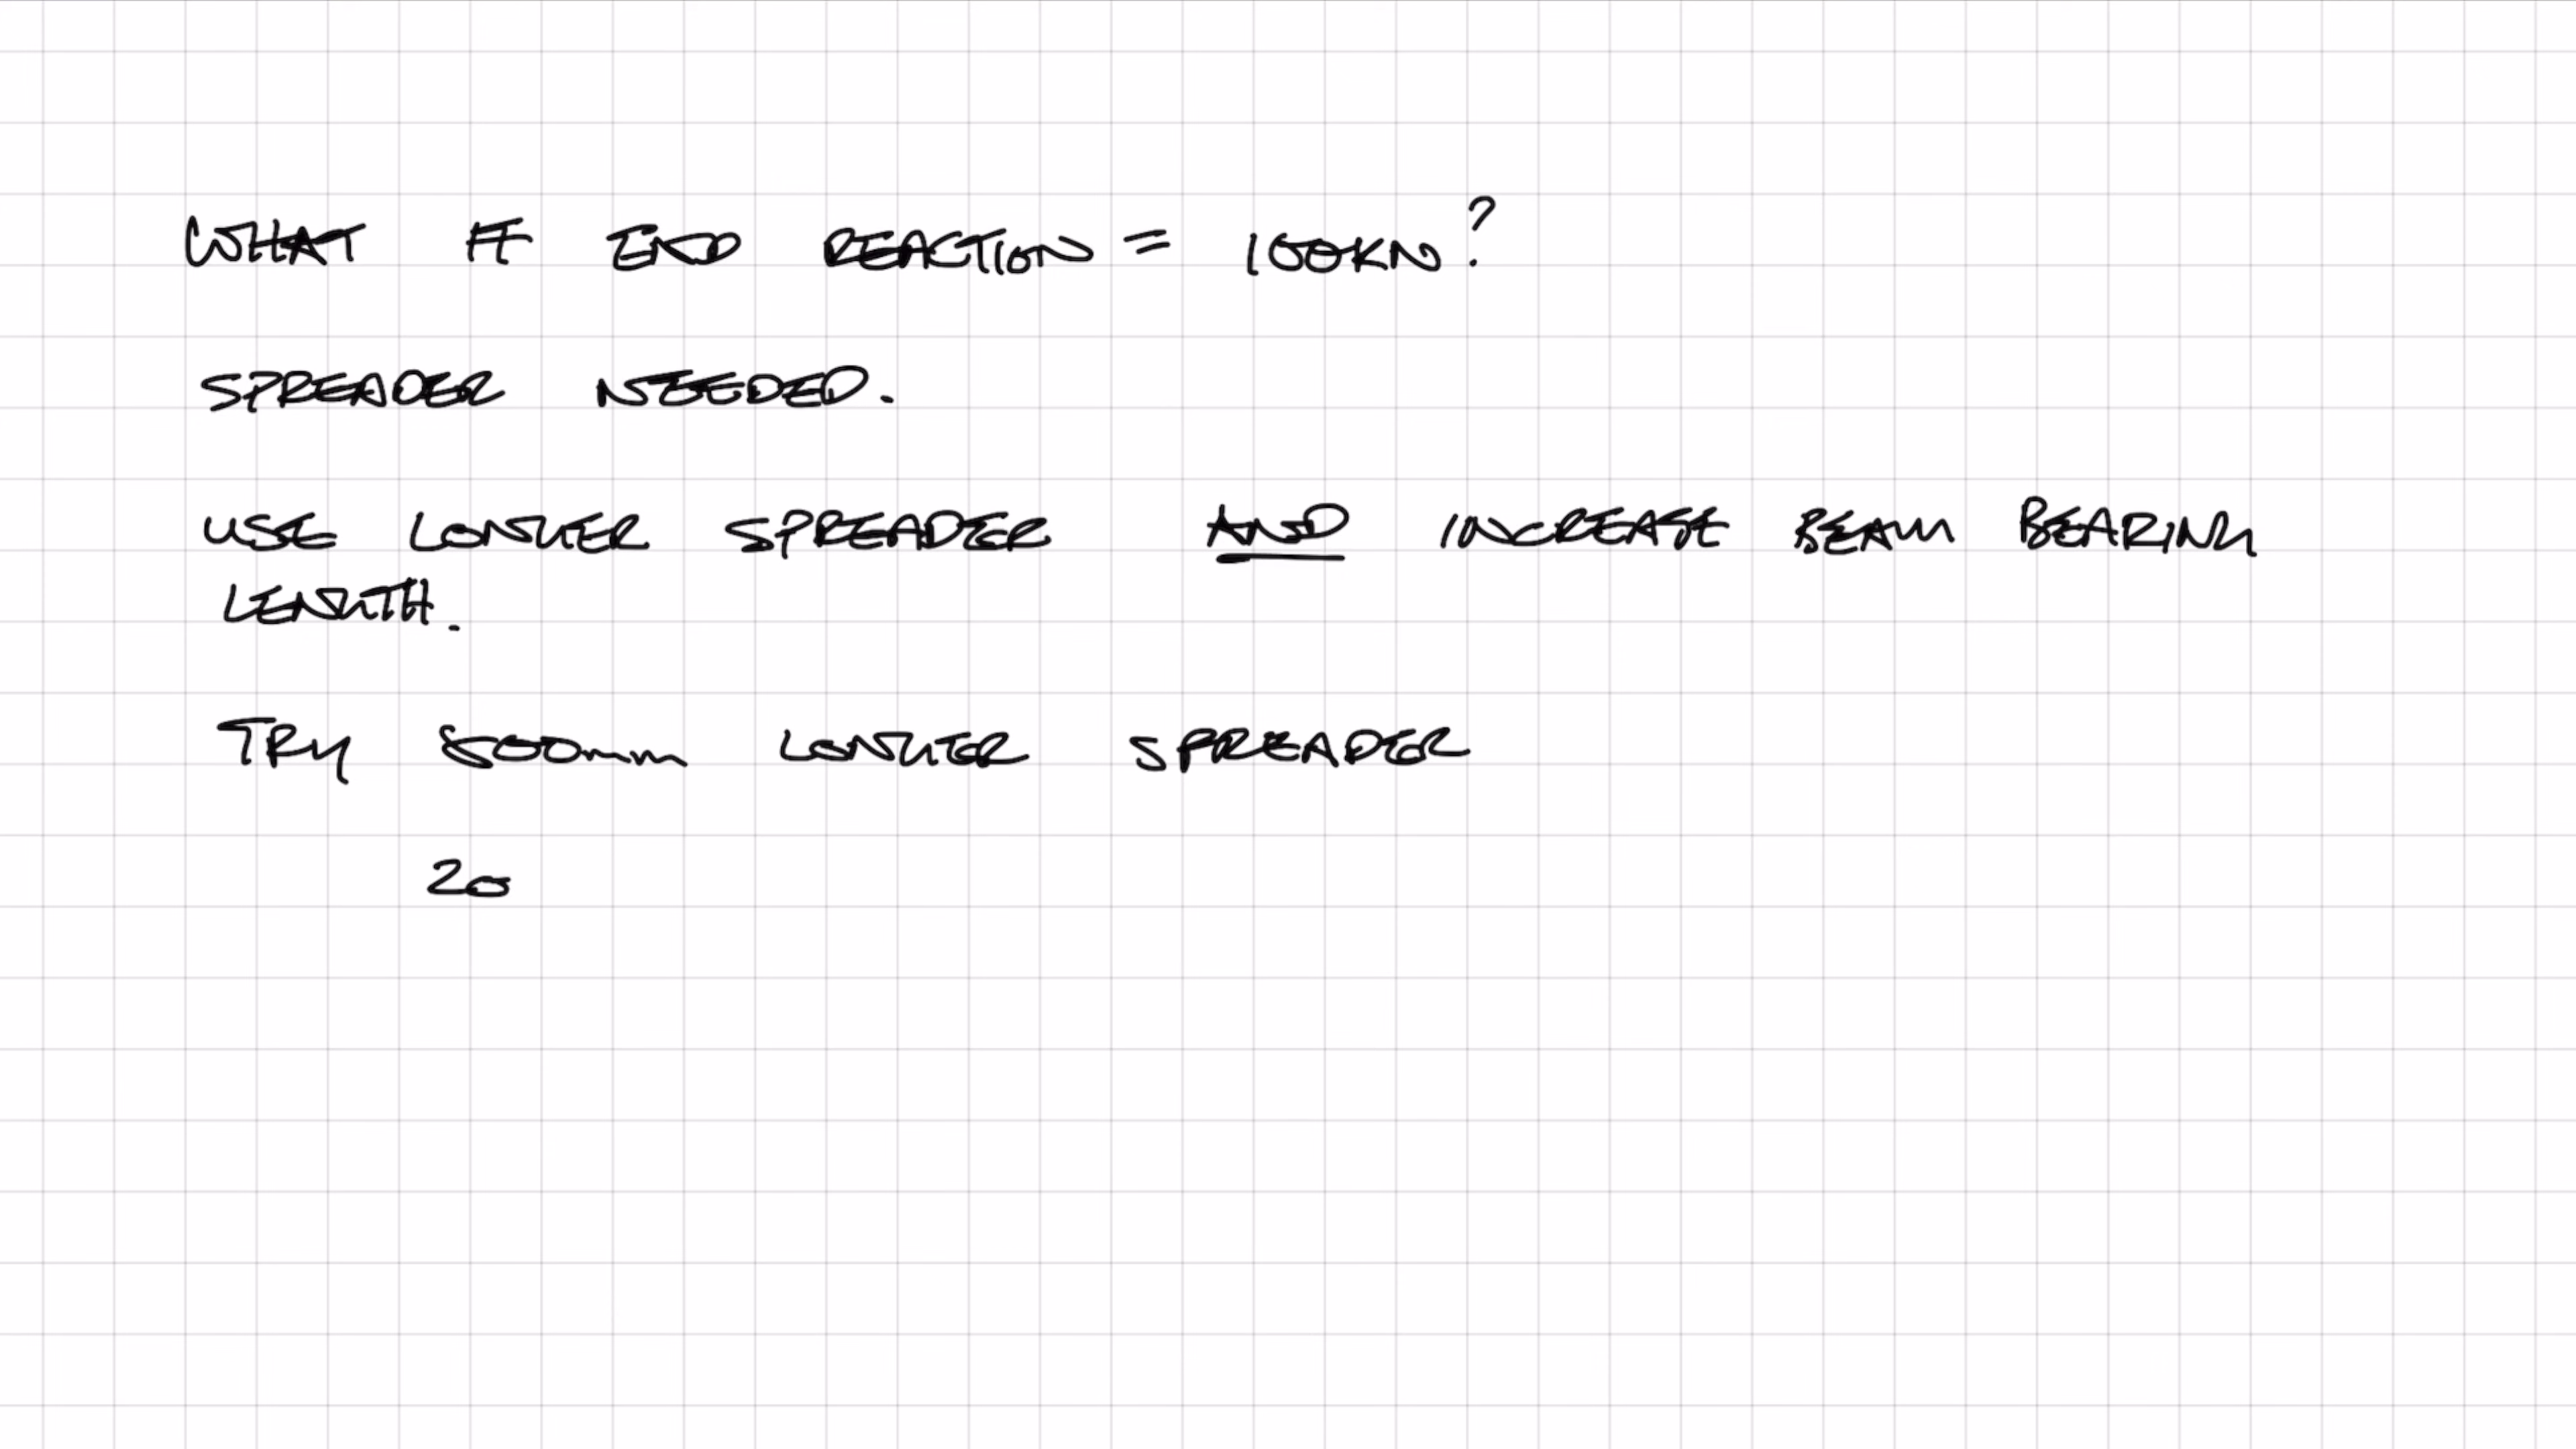 WHAT IF END REACTION = 100KN?
SPREADER NEEDED.
USE LONGER SPREADER AND INCREASE BEAM BEARING
LENGTH.
TRY 800mm LONGER SPREADER
20